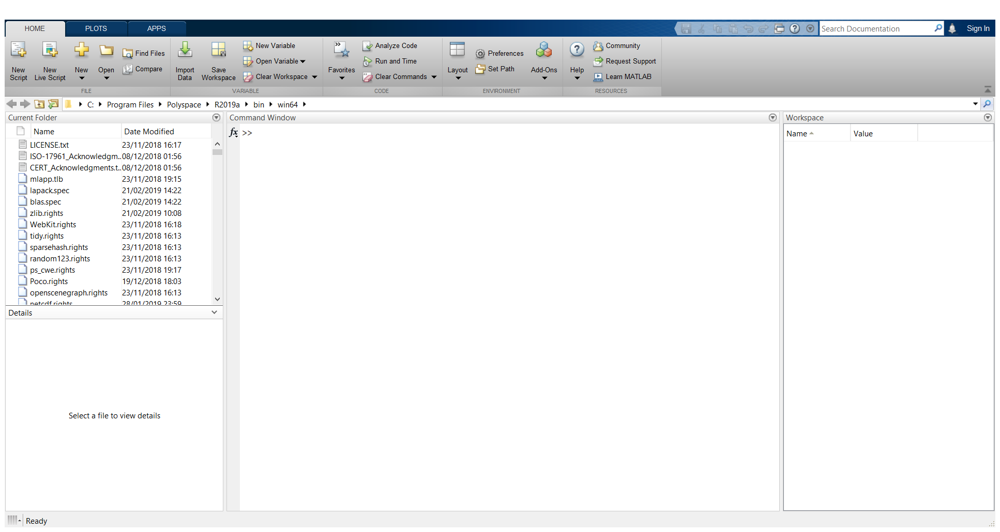 HOME PLOTS APPS Search Documentation Sign In
New Script
New Live Script
New
Open
Find Files
Compare
FILE
Import Data
Save Workspace
New Variable
Open Variable
Clear Workspace
VARIABLE
Favorites
Analyze Code
Run and Time
Clear Commands
CODE
Layout
Preferences
Set Path
Add-Ons
ENVIRONMENT
Help
Community
Request Support
Learn MATLAB
RESOURCES
C: Program Files Polyspace R2019a bin win64
Current Folder
Name Date Modified
LICENSE.txt 23/11/2018 16:17
ISO-17961_Acknowledgm... 08/12/2018 01:56
CERT_Acknowledgments.t... 08/12/2018 01:56
mlapp.tlb 23/11/2018 19:15
lapack.spec 21/02/2019 14:22
blas.spec 21/02/2019 14:22
zlib.rights 21/02/2019 10:08
WebKit.rights 23/11/2018 16:18
tidy.rights 23/11/2018 16:13
sparsehash.rights 23/11/2018 16:13
random123.rights 23/11/2018 16:13
ps_cwe.rights 23/11/2018 19:17
Poco.rights 19/12/2018 18:03
openscenegraph.rights 23/11/2018 16:13
netcdf.rights 28/01/2019 23:59
Details
Select a file to view details
Command Window
fx >>
Workspace
Name Value
Ready